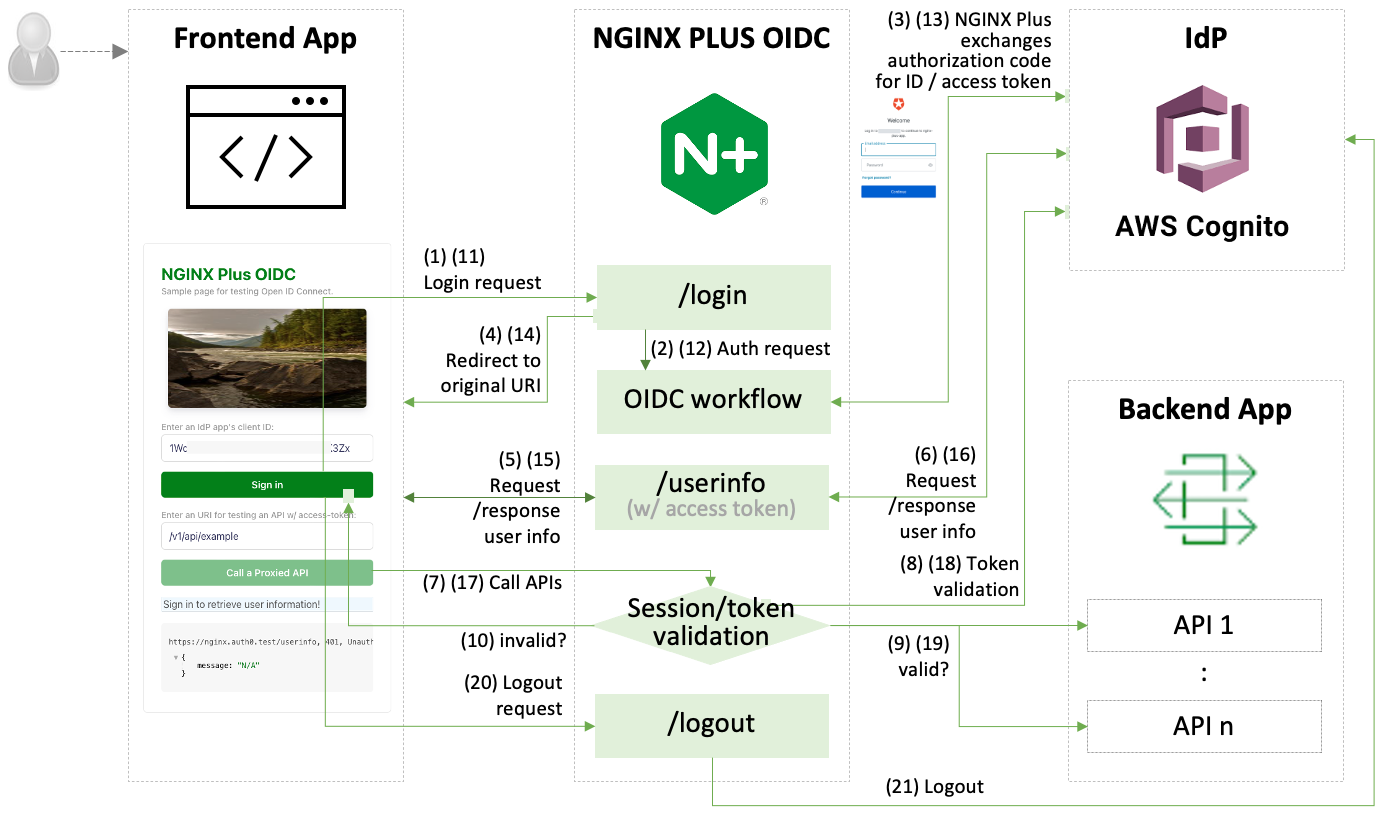 Frontend App
NGINX PLUS OIDC
(3) (13) NGINX Plus
exchanges
authorization code
for ID / access token
IdP
N+
®
Welcome
Email address
Password
Forgot password?
Continue
AWS Cognito
NGINX Plus OIDC
Sample page for testing Open ID Connect.
(1) (11)
Login request
/login
(4) (14)
Redirect to
original URI
(2) (12) Auth request
OIDC workflow
Backend App
Enter an IdP app's client ID:
1Wc
:3Zx
Sign in
(5) (15)
Request
/response
user info
/userinfo
(w/ access token)
(6) (16)
Request
/response
user info
Enter an URI for testing an API w/ access-token:
/v1/api/example
Call a Proxied API
(7) (17) Call APIs
(8) (18) Token
validation
Sign in to retrieve user information!
Session/token
validation
API 1
:
API n
https://nginx.auth0.test/userinfo, 401, Unauth
{
message: "N/A"
}
(10) invalid?
(9) (19)
valid?
(20) Logout
request
/logout
(21) Logout